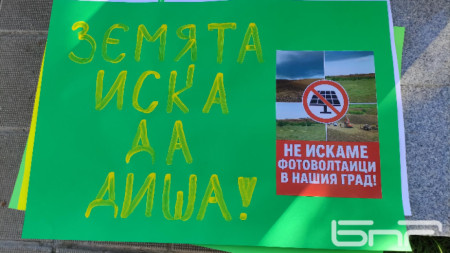 ЗЕМЯТА
ИСКА
ДА
ДИША!
НЕ ИСКАМЕ
ФОТОВОЛТАИЦИ
В НАШИЯ ГРАД!
БНР